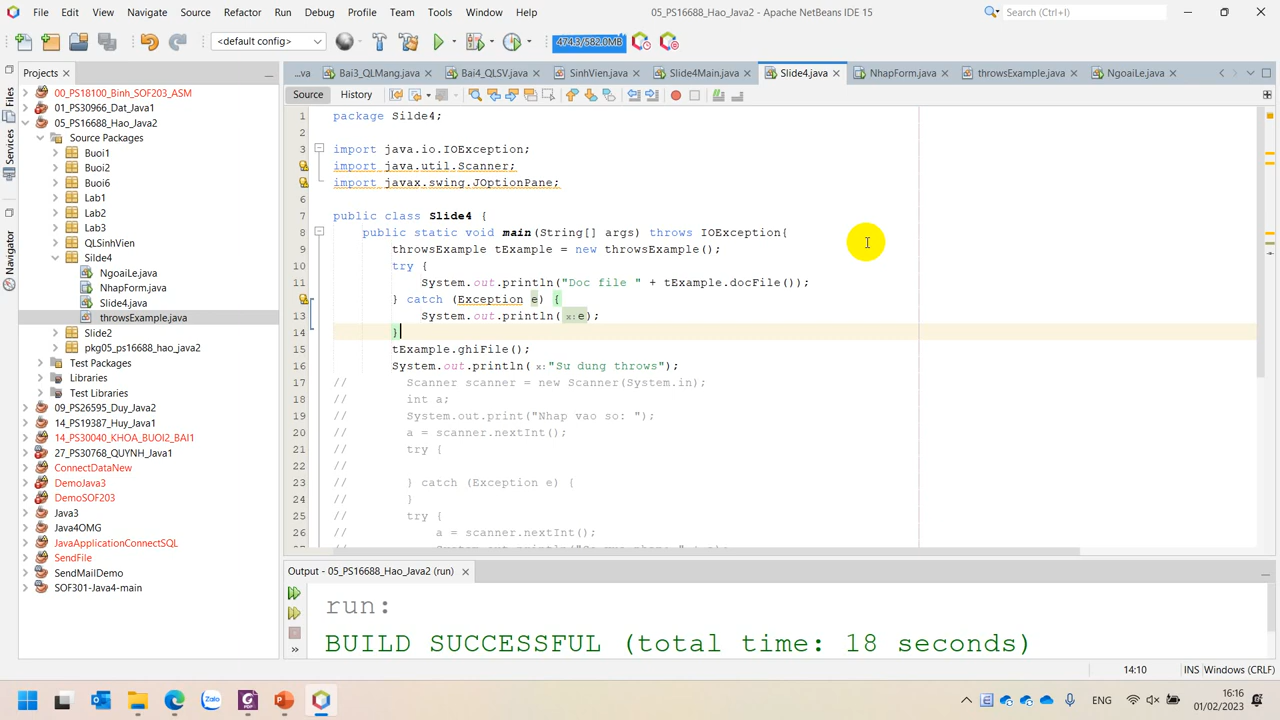 File Edit View Navigate Source Refactor Run Debug Profile Team Tools Window Help
05_PS16688_Hao_Java2 - Apache NetBeans IDE 15
Search (Ctrl+I)
<default config>
474.3/582.0MB
Projects
...va
Bai3_QLMang.java
Bai4_QLSV.java
SinhVien.java
Slide4Main.java
Slide4.java
NhapForm.java
throwsExample.java
NgoaiLe.java
Source
History
Files
Services
Navigator
00_PS18100_Binh_SOF203_ASM
01_PS30966_Dat_Java1
05_PS16688_Hao_Java2
Source Packages
Buoi1
Buoi2
Buoi6
Lab1
Lab2
Lab3
QLSinhVien
Slide4
NgoaiLe.java
NhapForm.java
Slide4.java
throwsExample.java
Slide2
pkg05_ps16688_hao_java2
Test Packages
Libraries
Test Libraries
09_PS26595_Duy_Java2
14_PS19387_Huy_Java1
14_PS30040_KHOA_BUOI2_BAI1
27_PS30768_QUYNH_Java1
ConnectDataNew
DemoJava3
DemoSOF203
Java3
Java4OMG
JavaApplicationConnectSQL
SendFile
SendMailDemo
SOF301-Java4-main
1 package Silde4;
2
3 import java.io.IOException;
import java.util.Scanner;
import javax.swing.JOptionPane;
6
7 public class Slide4 {
8 public static void main(String[] args) throws IOException{
9 throwsExample tExample = new throwsExample();
10 try {
11 System.out.println("Doc file " + tExample.docFile());
} catch (Exception e) {
13 System.out.println(x:e);
14 }
15 tExample.ghiFile();
16 System.out.println(x:"Su dung throws");
17 // Scanner scanner = new Scanner(System.in);
18 // int a;
19 // System.out.print("Nhap vao so: ");
20 // a = scanner.nextInt();
21 // try {
22 //
23 // } catch (Exception e) {
24 // }
25 // try {
26 // a = scanner.nextInt();
Output - 05_PS16688_Hao_Java2 (run)
run:
BUILD SUCCESSFUL (total time: 18 seconds)
14:10 INS Windows (CRLF)
Zalo
ENG
16:16
01/02/2023